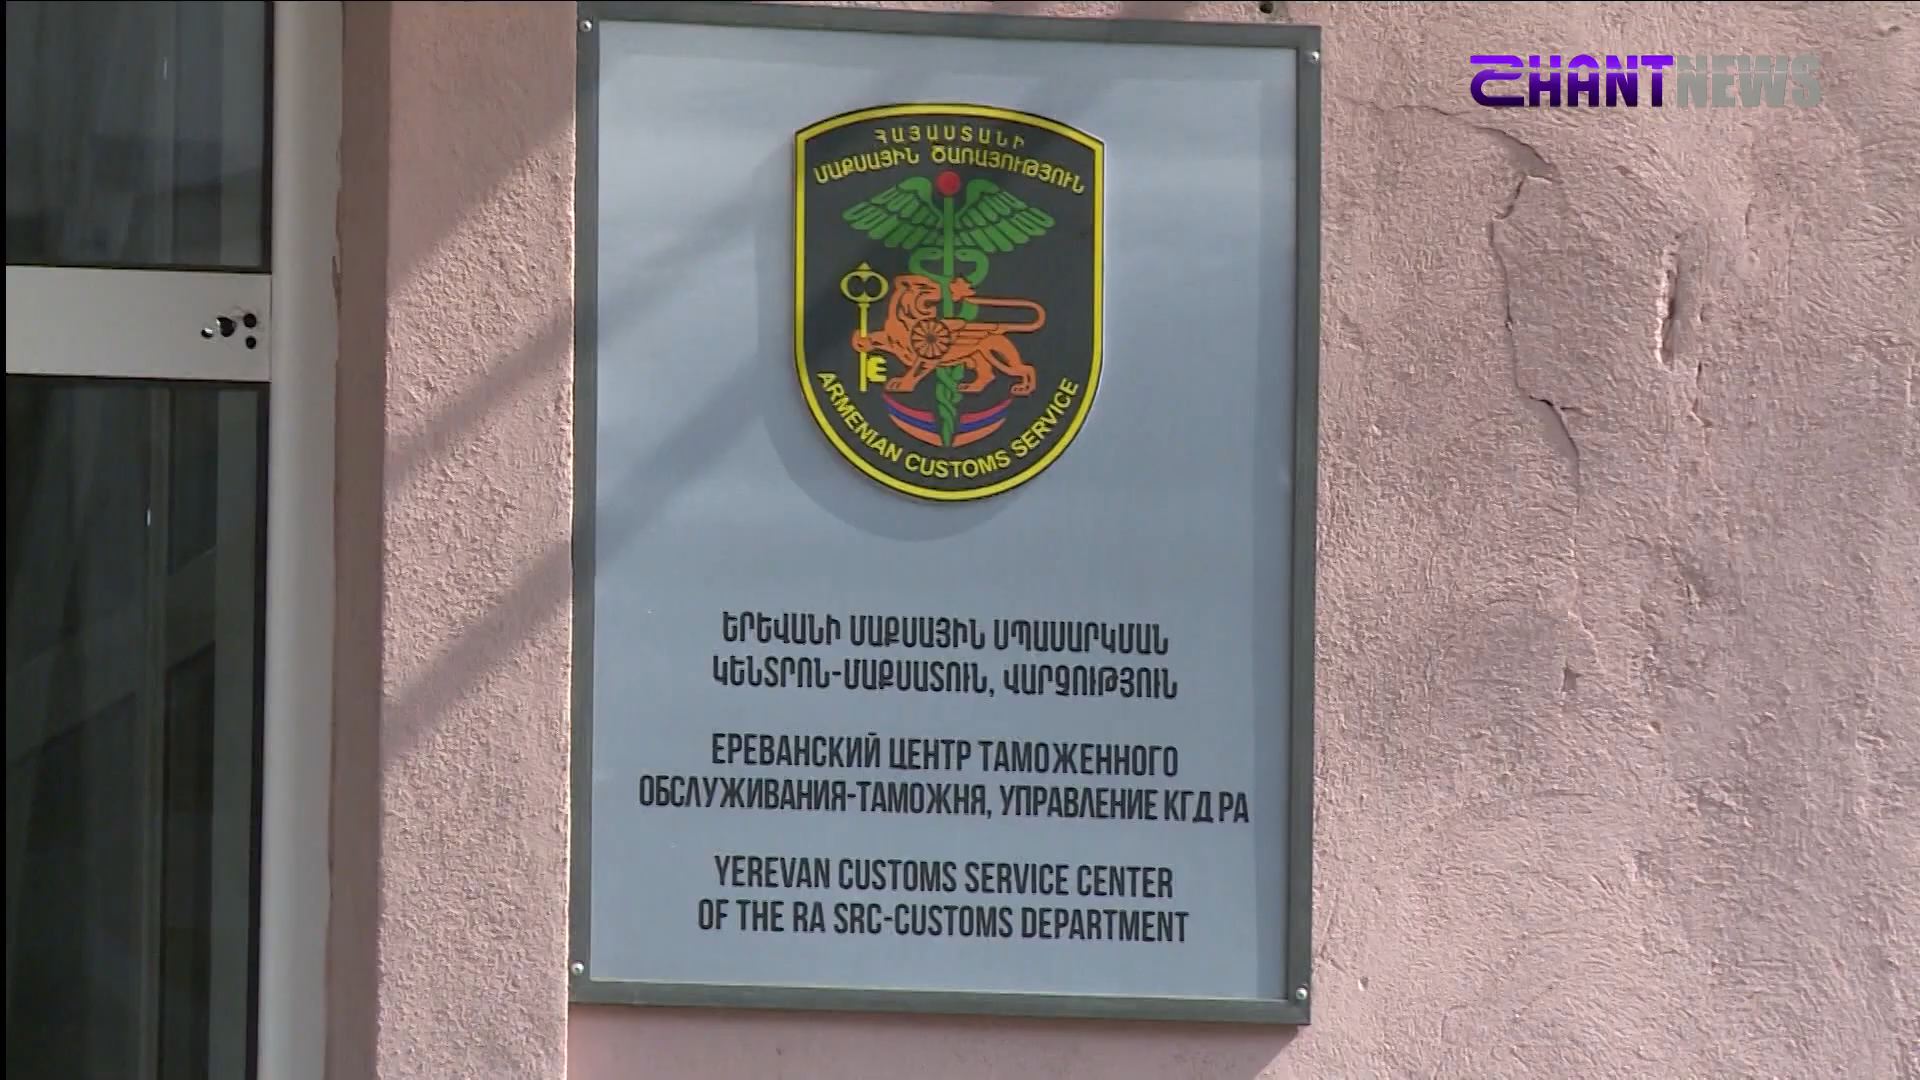 SHANTNEWS
ՀԱՅԱՍՏԱՆԻ
ՄԱՔՍԱՅԻՆ ԾԱՌԱՅՈՒԹՅՈՒՆ
ARMENIAN CUSTOMS SERVICE
ԵՐԵՎԱՆԻ ՄԱՔՍԱՅԻՆ ՍՊԱՍԱՐԿՄԱՆ
ԿԵՆՏՐՈՆ-ՄԱՔՍԱՏՈՒՆ, ՎԱՐՉՈՒԹՅՈՒՆ
ЕРЕВАНСКИЙ ЦЕНТР ТАМОЖЕННОГО
ОБСЛУЖИВАНИЯ-ТАМОЖНЯ, УПРАВЛЕНИЕ КГД РА
YEREVAN CUSTOMS SERVICE CENTER
OF THE RA SRC-CUSTOMS DEPARTMENT